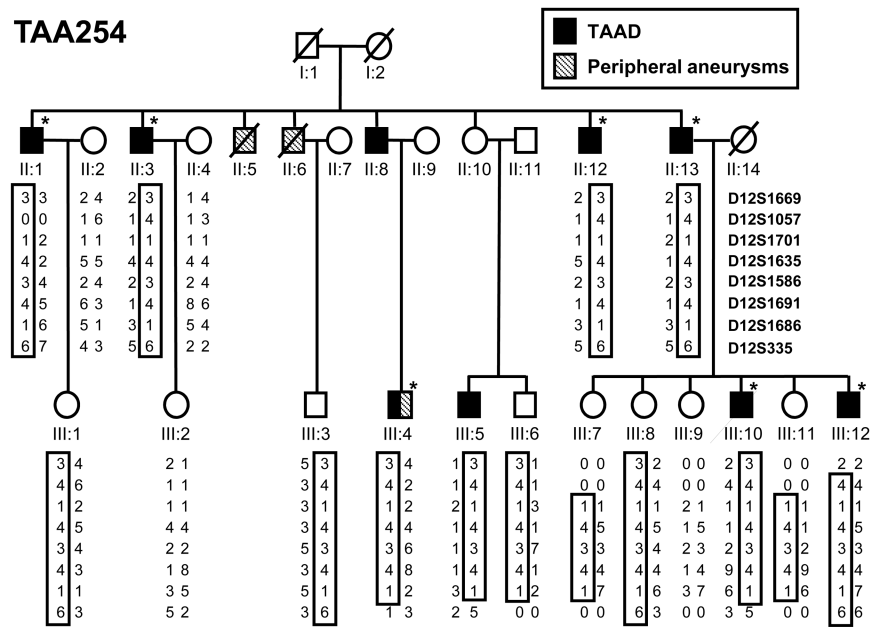 TAA254
TAAD
Peripheral aneurysms
I:1 I:2
* * * *
II:1 II:2 II:3 II:4 II:5 II:6 II:7 II:8 II:9 II:10 II:11 II:12 II:13 II:14
3 3 2 4 2 3 1 4 2 3 2 3 D12S1669
0 0 1 6 1 4 1 3 1 4 1 4 D12S1057
1 2 1 1 1 1 1 1 1 1 2 1 D12S1701
4 2 5 5 4 4 4 4 5 4 1 4 D12S1635
3 4 2 4 2 3 2 4 2 3 2 3 D12S1586
4 5 6 3 1 4 8 6 1 4 1 4 D12S1691
1 6 5 1 3 1 5 4 3 1 3 1 D12S1686
6 7 4 3 5 6 2 2 5 6 5 6 D12S335
* * *
III:1 III:2 III:3 III:4 III:5 III:6 III:7 III:8 III:9 III:10 III:11 III:12
3 4 2 1 5 3 3 4 1 3 3 1 0 0 3 2 0 0 2 3 0 0 2 2
4 6 1 1 3 4 4 2 1 4 4 1 0 0 4 4 0 0 4 4 0 0 4 4
1 2 1 1 3 1 1 2 2 1 1 3 1 1 1 1 2 1 1 1 1 1 1 1
4 5 4 4 3 4 4 4 1 4 4 1 4 5 4 5 1 5 1 4 4 1 4 5
3 4 2 2 5 3 3 6 1 3 3 7 3 3 3 4 2 3 2 3 3 2 3 3
4 3 1 8 3 4 4 8 1 4 4 1 4 4 4 4 1 4 9 4 4 9 4 4
1 1 3 5 5 1 1 2 3 1 1 2 1 7 1 6 3 7 6 1 1 6 1 7
6 3 5 2 3 6 1 3 2 5 0 0 0 0 6 3 0 0 3 5 0 0 6 6